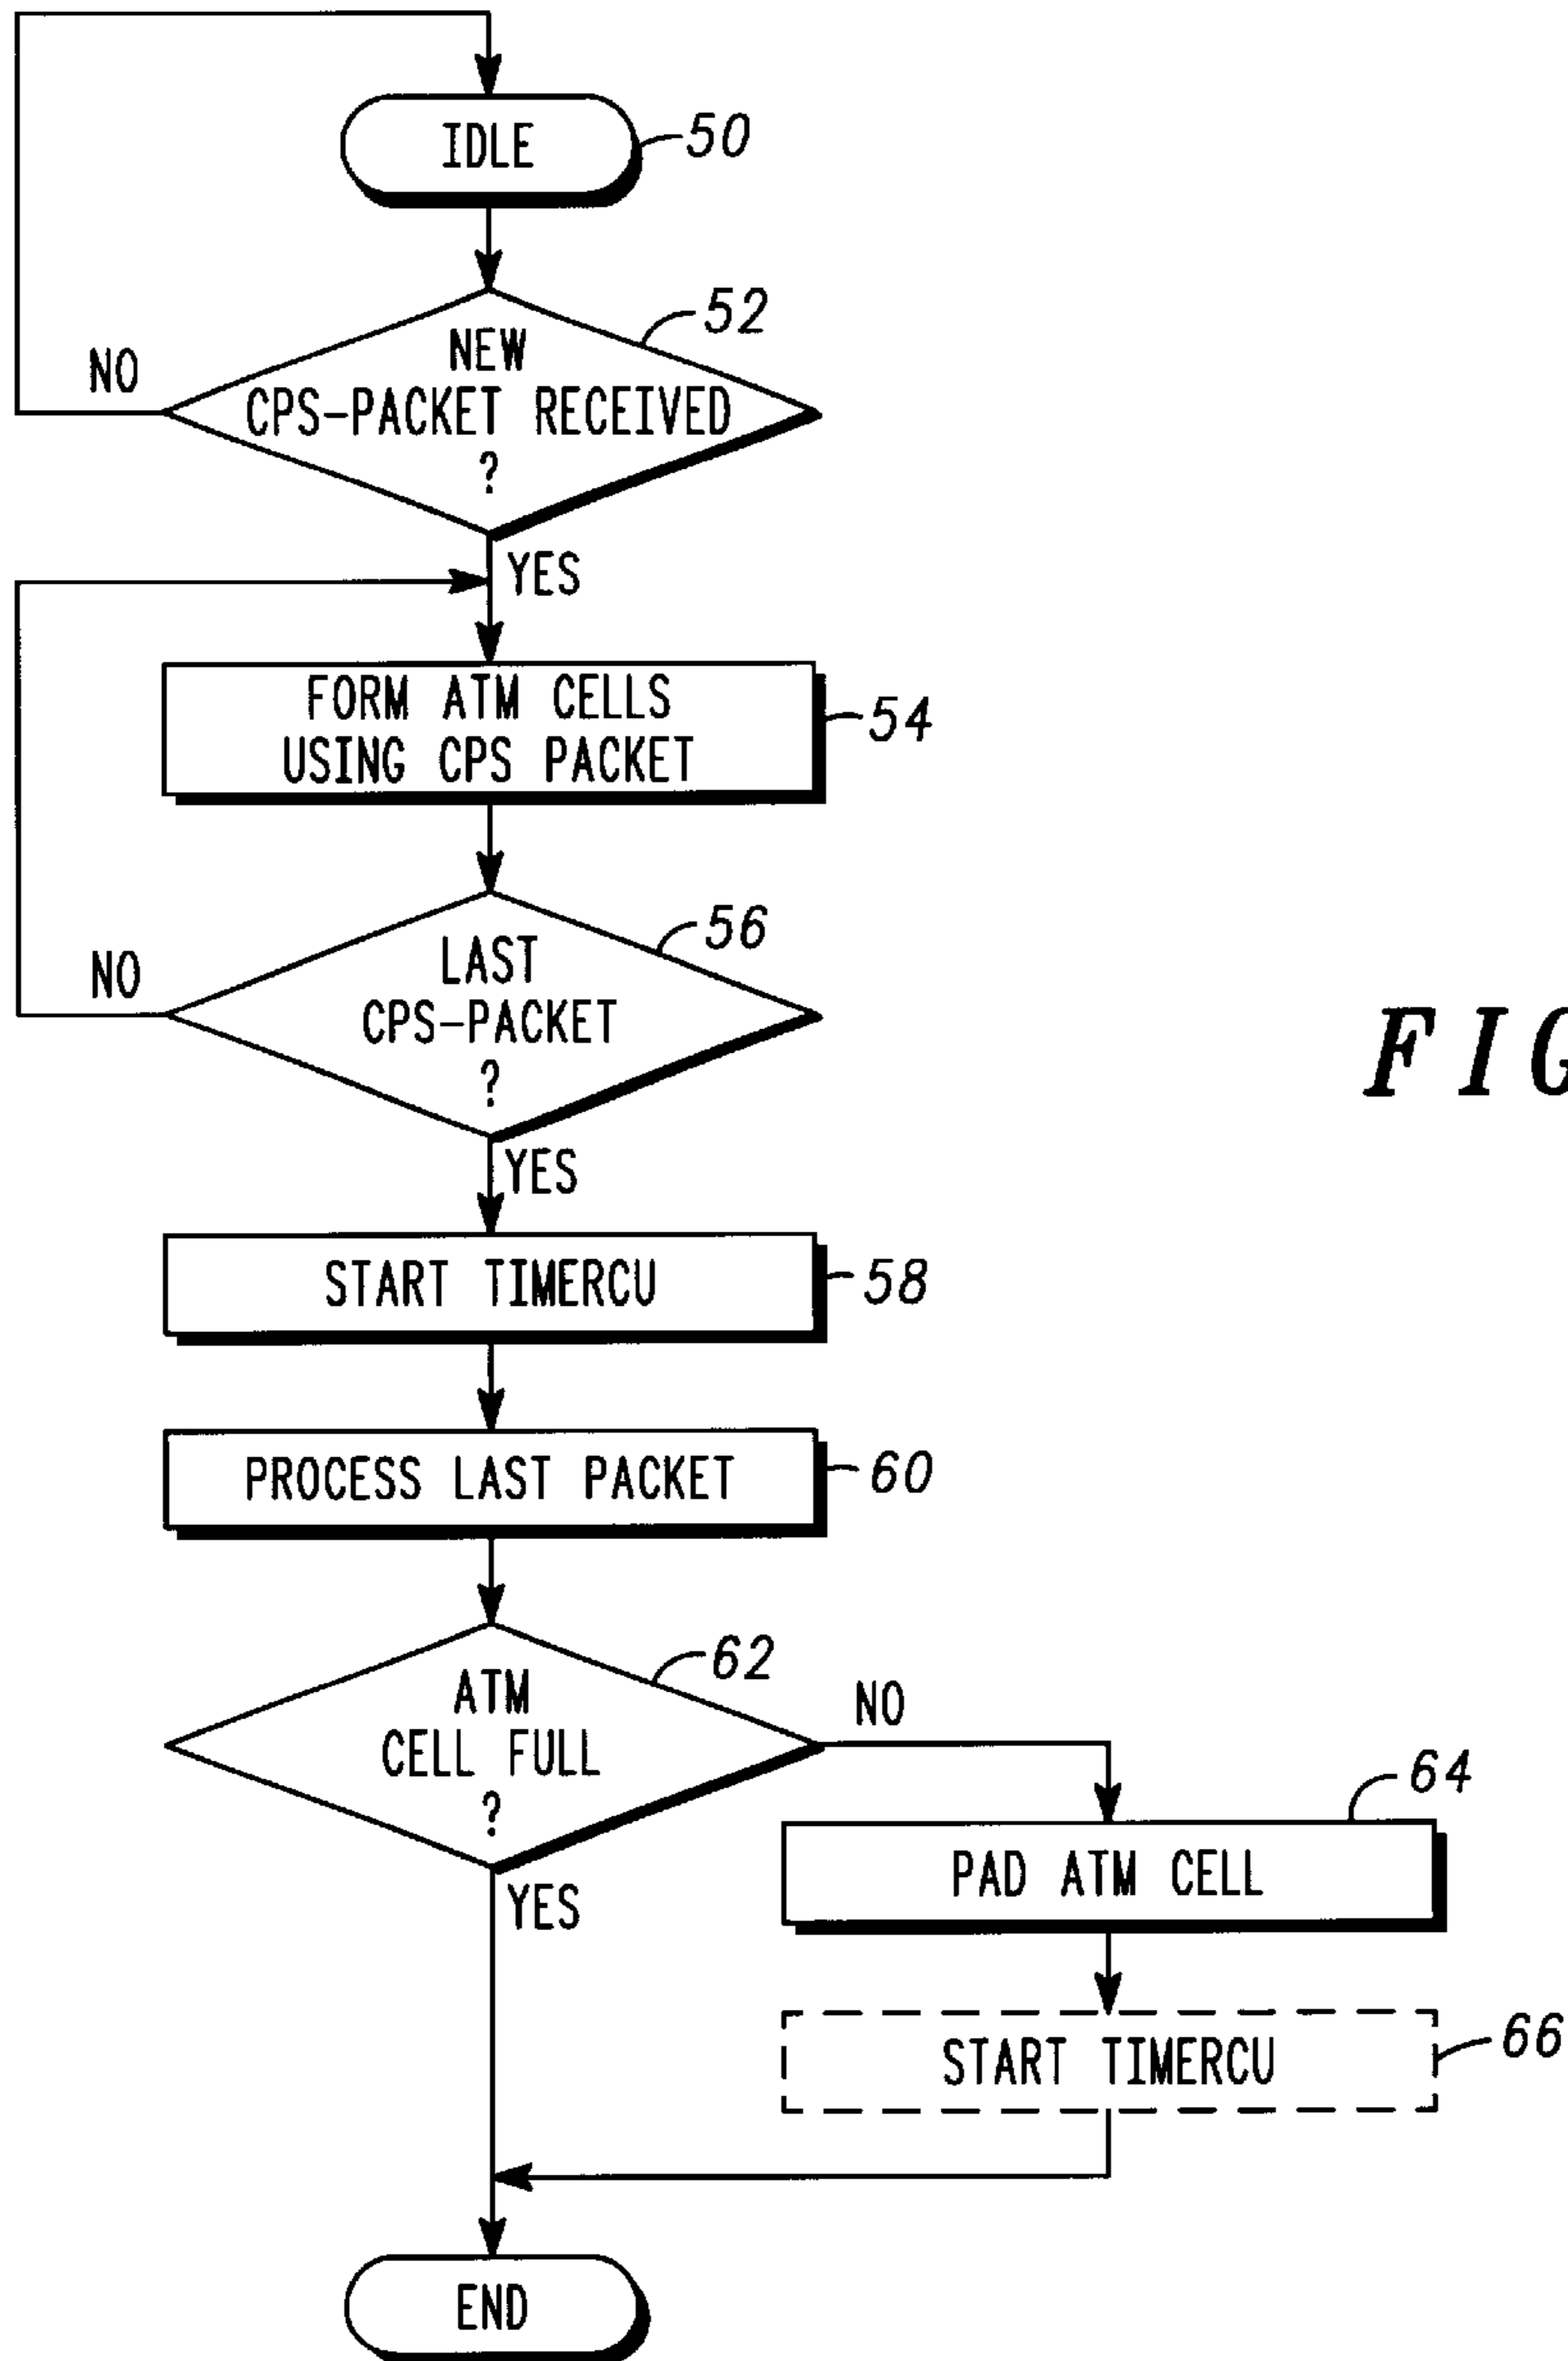 IDLE
50
52
NEW
CPS-PACKET RECEIVED
?
NO
YES
FORM ATM CELLS
USING CPS PACKET
54
56
LAST
CPS-PACKET
?
NO
FIG
YES
START TIMERCU
58
PROCESS LAST PACKET
60
62
ATM
CELL FULL
?
NO
YES
64
PAD ATM CELL
START TIMERCU
66
END